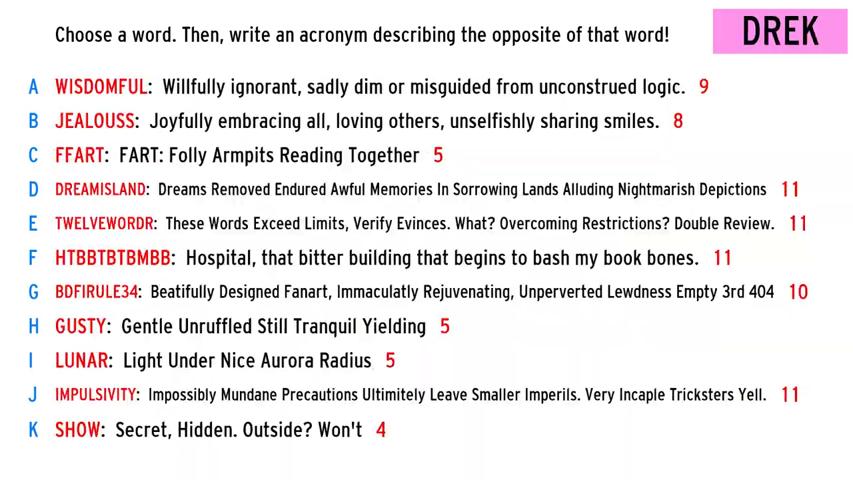 Choose a word. Then, write an acronym describing the opposite of that word!
DREK
A WISDOMFUL: Willfully ignorant, sadly dim or misguided from unconstrued logic. 9
B JEALOUSS: Joyfully embracing all, loving others, unselfishly sharing smiles. 8
C FFART: FART: Folly Armpits Reading Together 5
D DREAMISLAND: Dreams Removed Endured Awful Memories In Sorrowing Lands Alluding Nightmarish Depictions 11
E TWELVEWORDR: These Words Exceed Limits, Verify Evinces. What? Overcoming Restrictions? Double Review. 11
F HTBBTBTBMBB: Hospital, that bitter building that begins to bash my book bones. 11
G BDFIRULE34: Beatifully Designed Fanart, Immaculatly Rejuvenating, Unperverted Lewdness Empty 3rd 404 10
H GUSTY: Gentle Unruffled Still Tranquil Yielding 5
I LUNAR: Light Under Nice Aurora Radius 5
J IMPULSIVITY: Impossibly Mundane Precautions Ultimitely Leave Smaller Imperils. Very Incaple Tricksters Yell. 11
K SHOW: Secret, Hidden. Outside? Won't 4